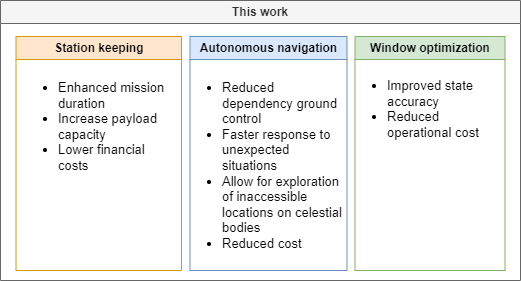 This work
Station keeping
• Enhanced mission
duration
• Increase payload
capacity
• Lower financial
costs
Autonomous navigation
• Reduced
dependency ground
control
• Faster response to
unexpected
situations
• Allow for exploration
of inaccessible
locations on celestial
bodies
• Reduced cost
Window optimization
• Improved state
accuracy
• Reduced
operational cost